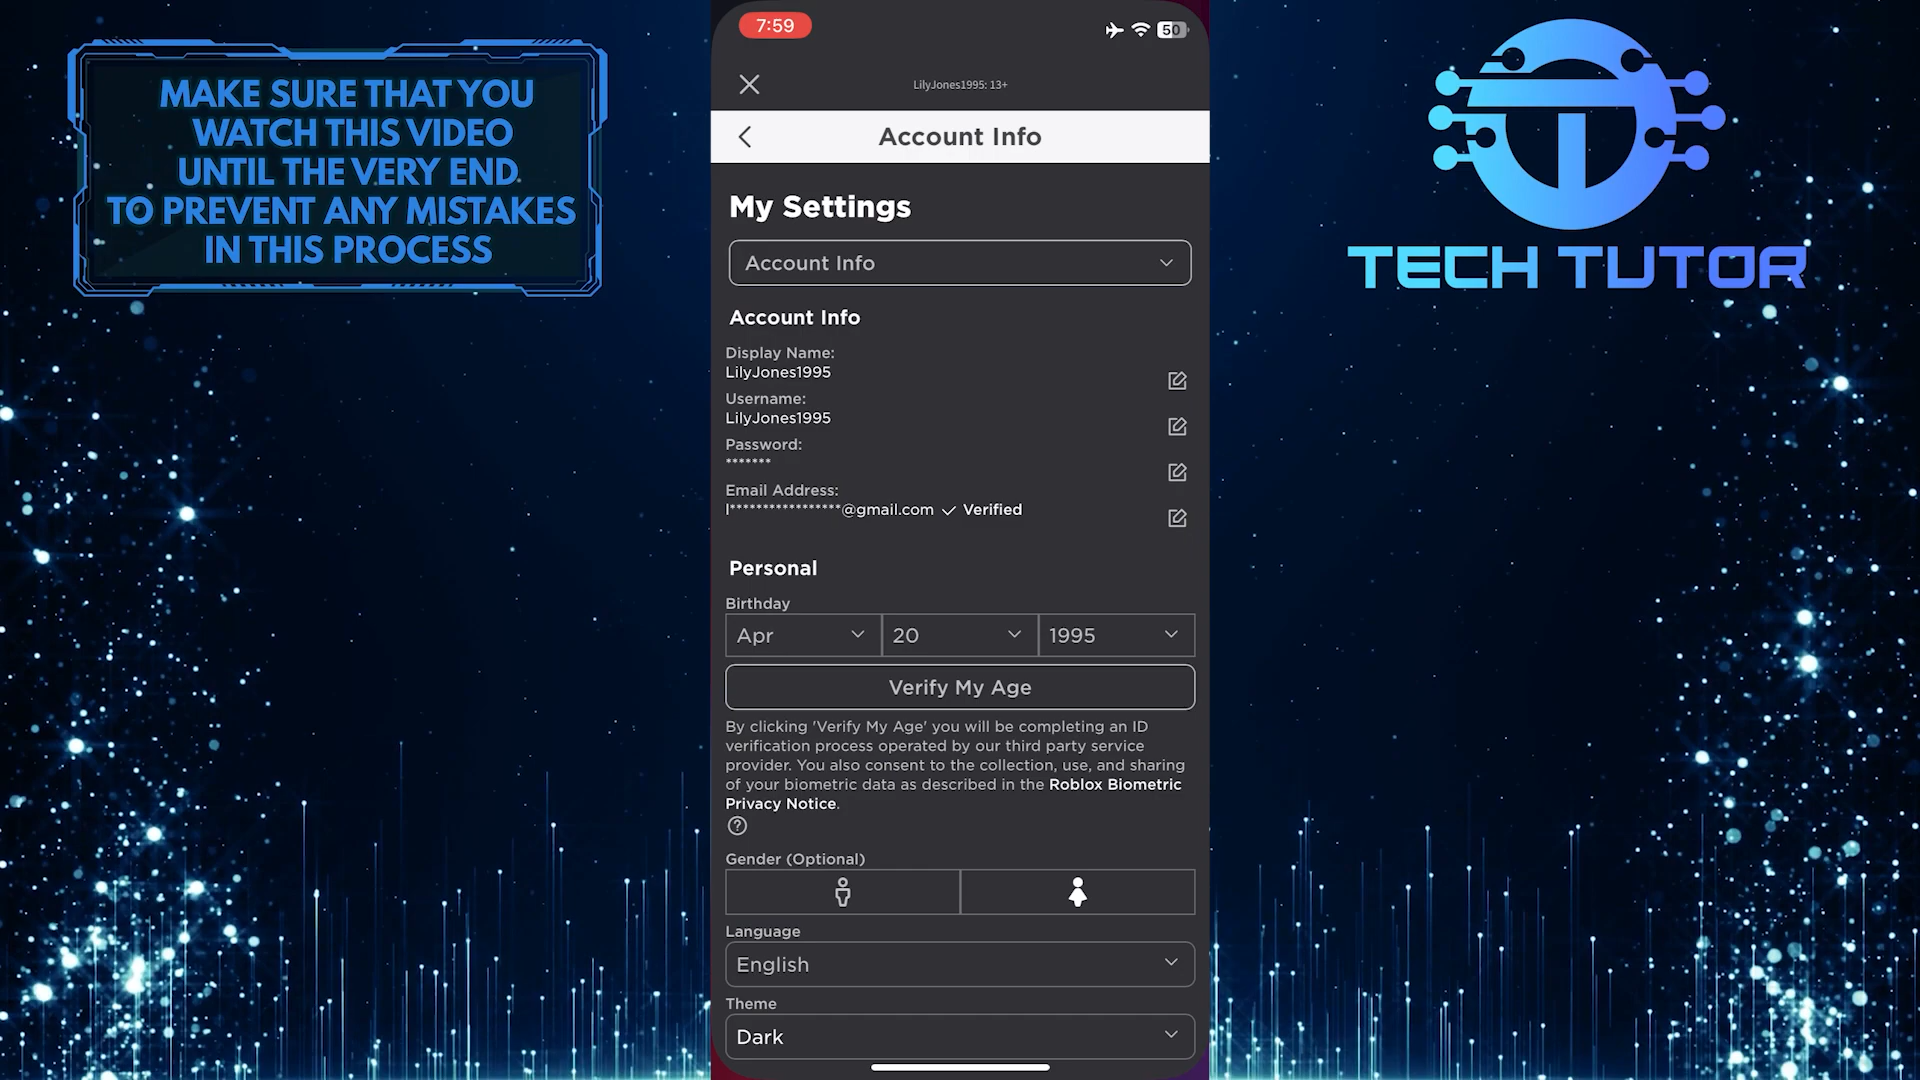 MAKE SURE THAT YOU
WATCH THIS VIDEO
UNTIL THE VERY END
TO PREVENT ANY MISTAKES
IN THIS PROCESS
7:59
50
LilyJones1995: 13+
Account Info
My Settings
Account Info
Account Info
Display Name:
LilyJones1995
Username:
LilyJones1995
Password:
*******
Email Address:
l*****************@gmail.com ✓ Verified
Personal
Birthday
Apr 20 1995
Verify My Age
By clicking 'Verify My Age' you will be completing an ID
verification process operated by our third party service
provider. You also consent to the collection, use, and sharing
of your biometric data as described in the Roblox Biometric
Privacy Notice.
Gender (Optional)
Language
English
Theme
Dark
TECH TUTOR